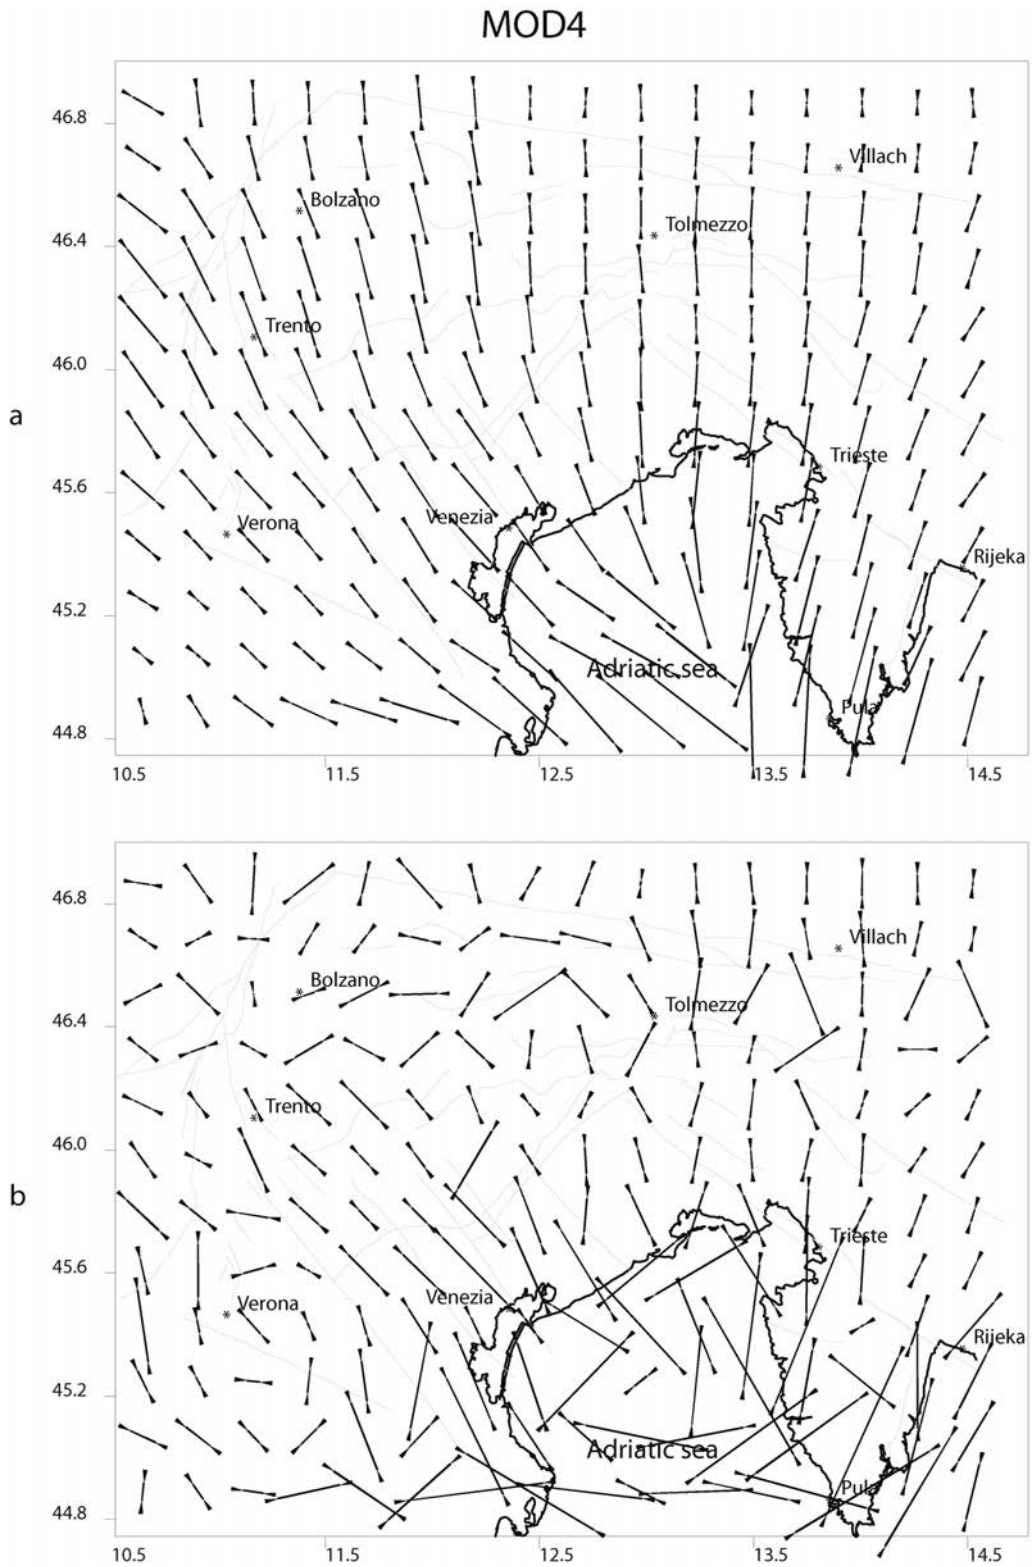 MOD4
46.8
Villach
Bolzano
46.4
Tolmezzo
Trento
46.0
a
Trieste
45.6
Verona
Venezia
Rijeka
45.2
Adriatic sea
Pula
44.8
10.5 11.5 12.5 13.5 14.5
46.8
Villach
Bolzano
46.4
Tolmezzo
Trento
46.0
b
Trieste
45.6
Verona
Venezia
Rijeka
45.2
Adriatic sea
Pula
44.8
10.5 11.5 12.5 13.5 14.5